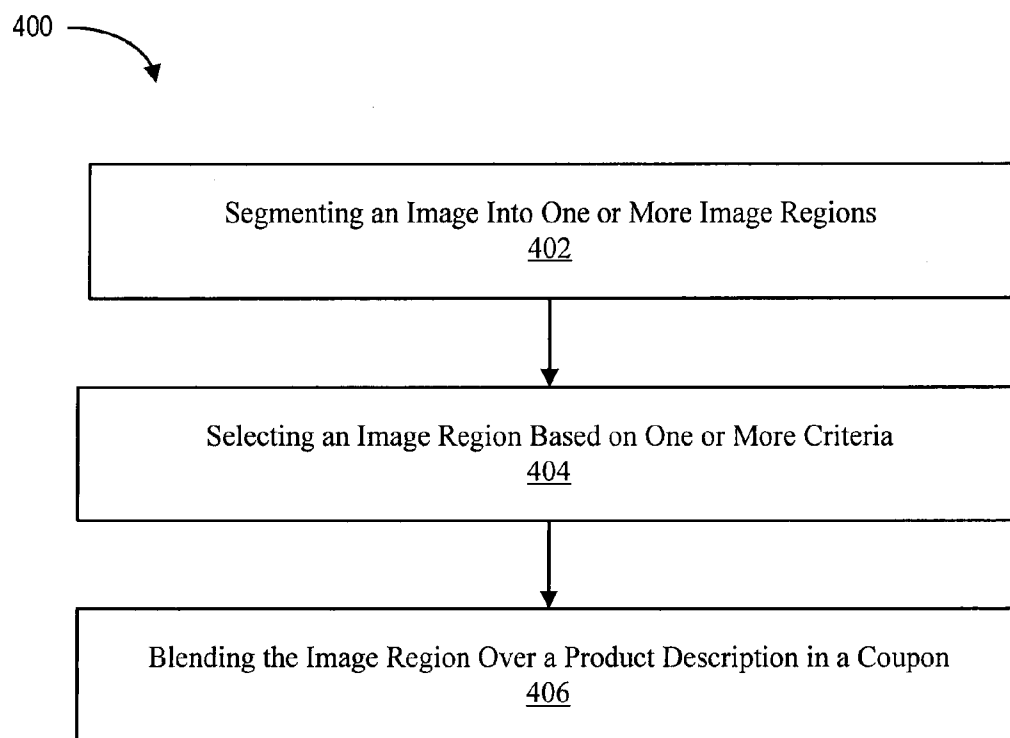 400
Segmenting an Image Into One or More Image Regions
402
Selecting an Image Region Based on One or More Criteria
404
Blending the Image Region Over a Product Description in a Coupon
406